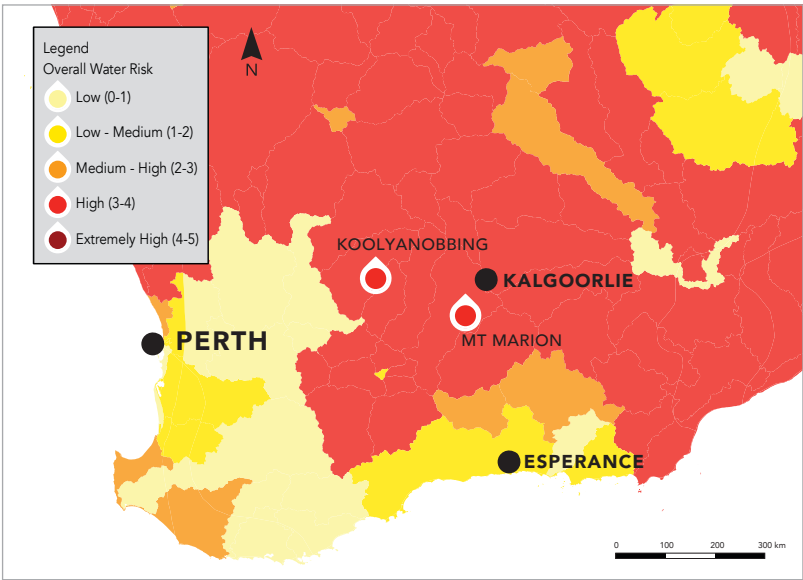 Legend
Overall Water Risk
Low (0-1)
Low - Medium (1-2)
Medium - High (2-3)
High (3-4)
Extremely High (4-5)
N
KOOLYANOBBING
KALGOORLIE
MT MARION
PERTH
ESPERANCE
0 100 200 300 km